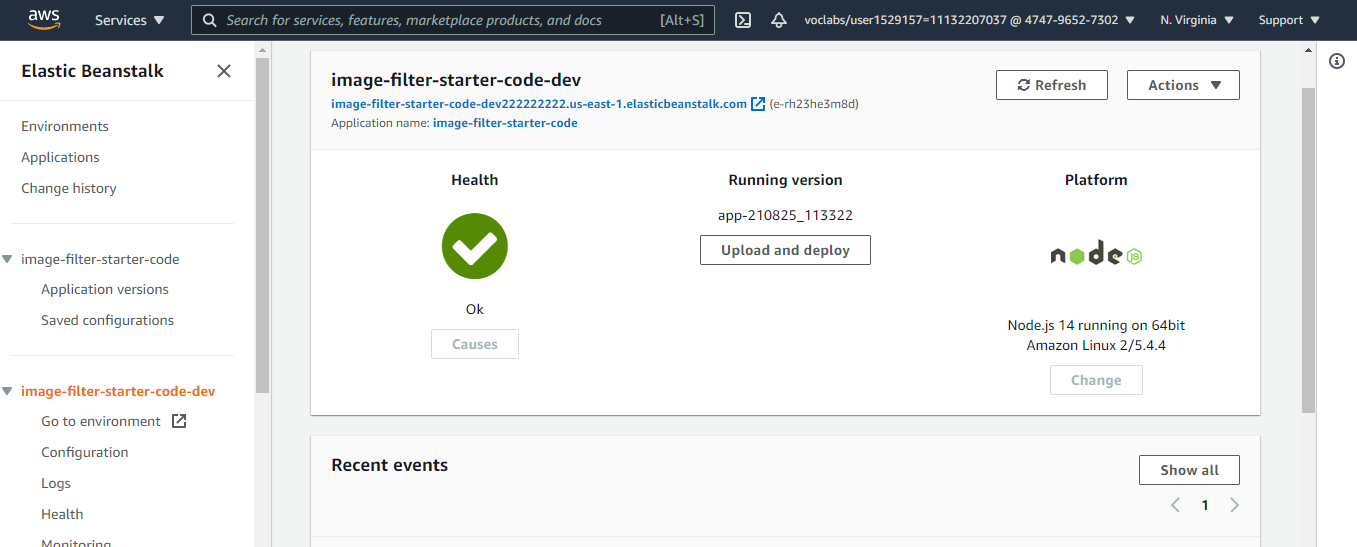 aws
Services
Search for services, features, marketplace products, and docs
[Alt+S]
voclabs/user1529157=11132207037 @ 4747-9652-7302
N. Virginia
Support
Elastic Beanstalk
Environments
Applications
Change history
image-filter-starter-code
Application versions
Saved configurations
image-filter-starter-code-dev
Go to environment
Configuration
Logs
Health
Monitoring
image-filter-starter-code-dev
image-filter-starter-code-dev222222222.us-east-1.elasticbeanstalk.com (e-rh23he3m8d)
Application name: image-filter-starter-code
Refresh
Actions
Health
Ok
Causes
Running version
app-210825_113322
Upload and deploy
Platform
node JS
Node.js 14 running on 64bit
Amazon Linux 2/5.4.4
Change
Recent events
Show all
1